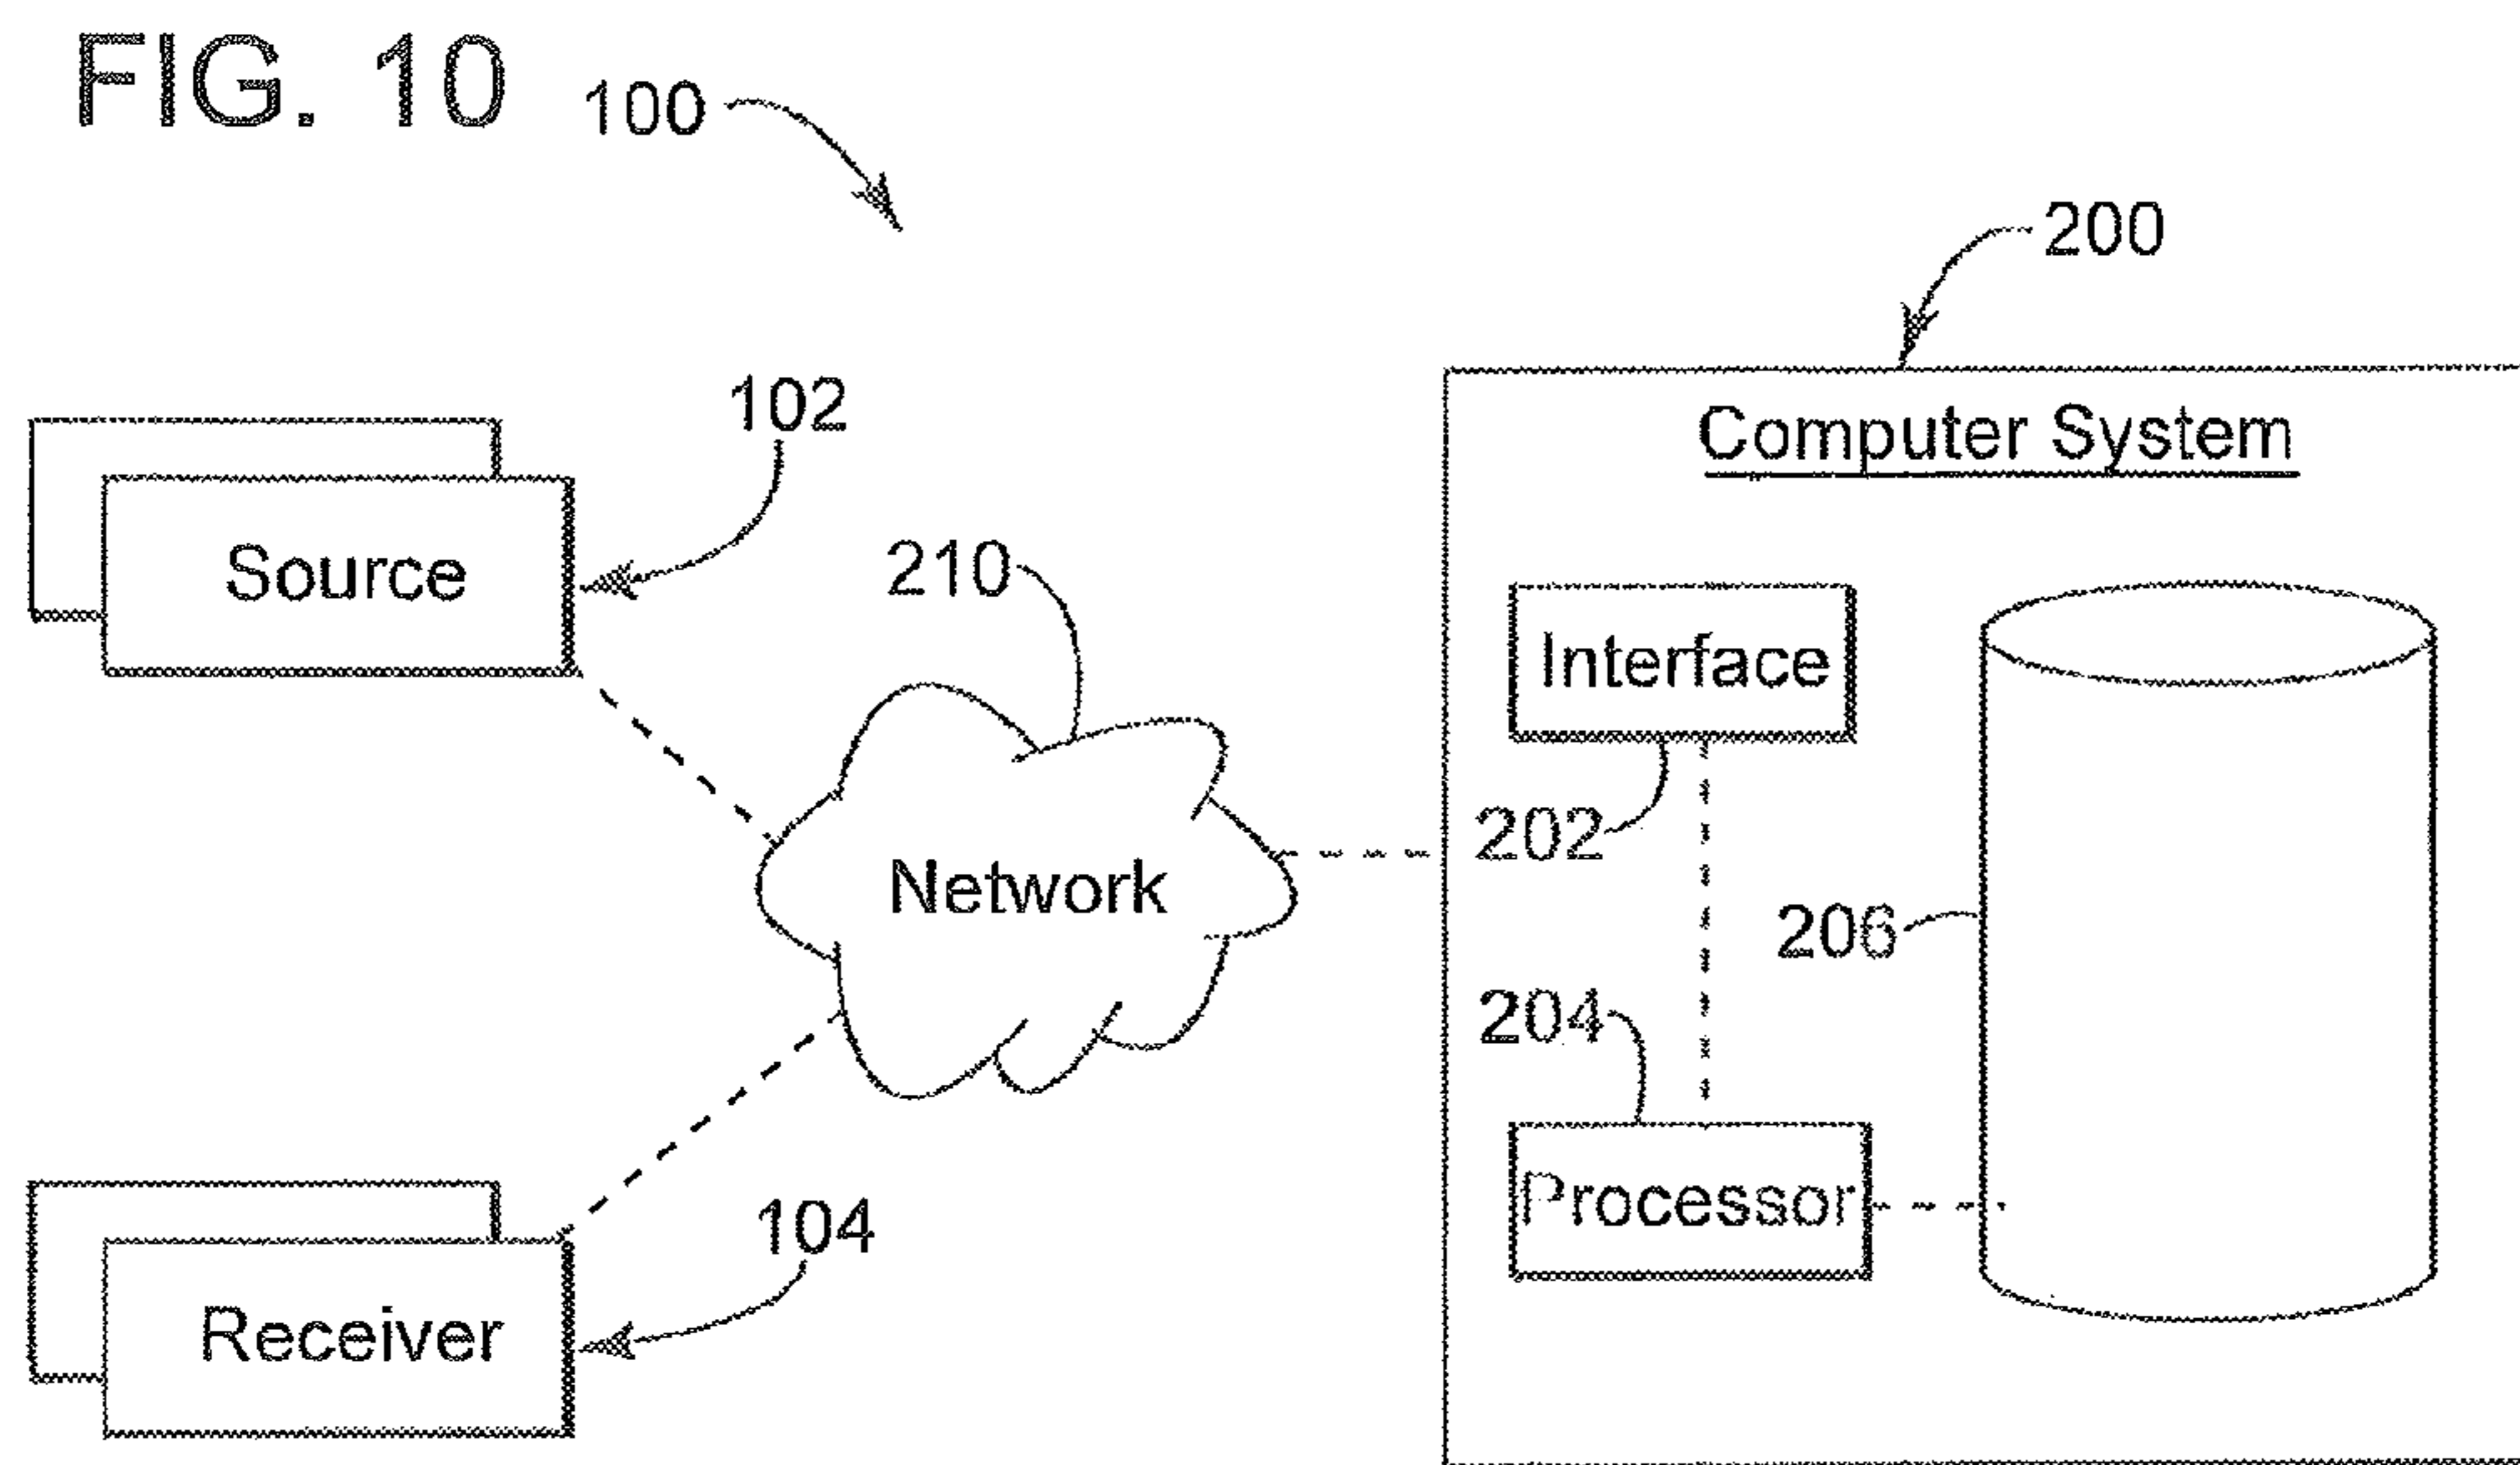 FIG. 10
100
200
Computer System
102
Source
210
Interface
202
Network
206
204
Processor
104
Receiver